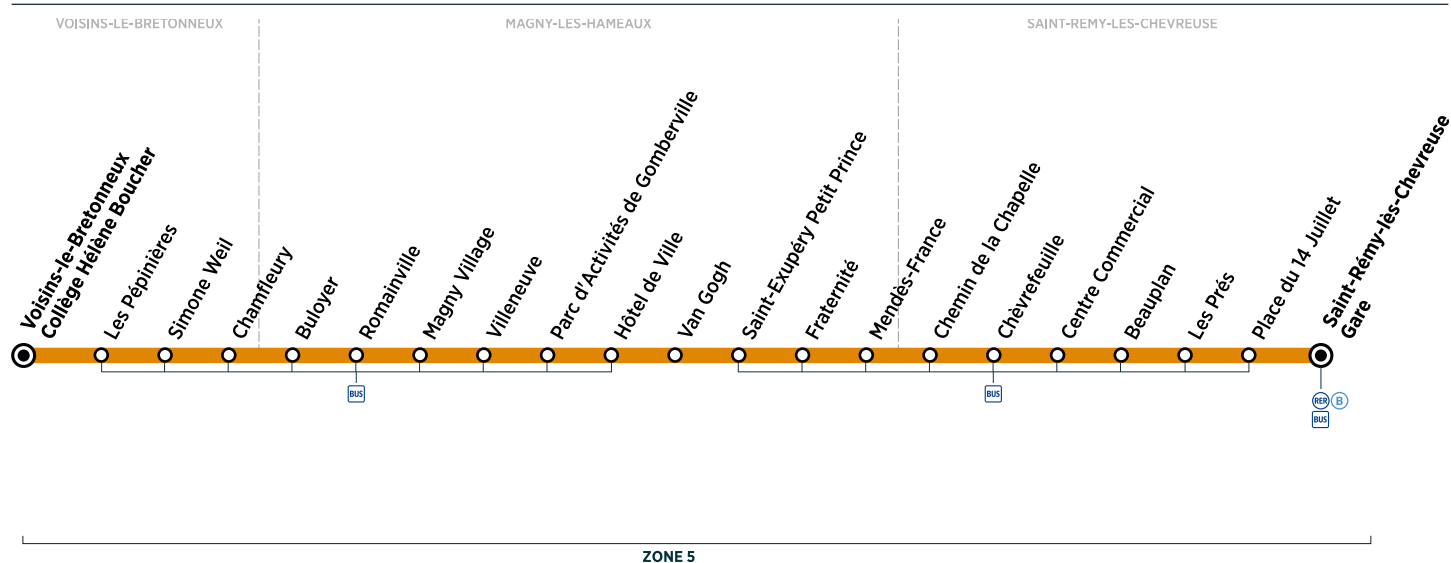 VOISINS-LE-BRETONNEUX
MAGNY-LES-HAMEAUX
SAINT-REMY-LES-CHEVREUSE
Voisins-le-Bretonneux
Collège Hélène Boucher
Les Pépinières
Simone Weil
Chamfleury
Buloyer
Romainville
Magny Village
Villeneuve
Parc d'Activités de Gomberville
Hôtel de Ville
Van Gogh
Saint-Exupéry Petit Prince
Fraternité
Mendès-France
Chemin de la Chapelle
Chèvrefeuille
Centre Commercial
Beauplan
Les Prés
Place du 14 Juillet
Saint-Rémy-lès-Chevreuse
Gare
BUS
BUS
RER B
BUS
ZONE 5